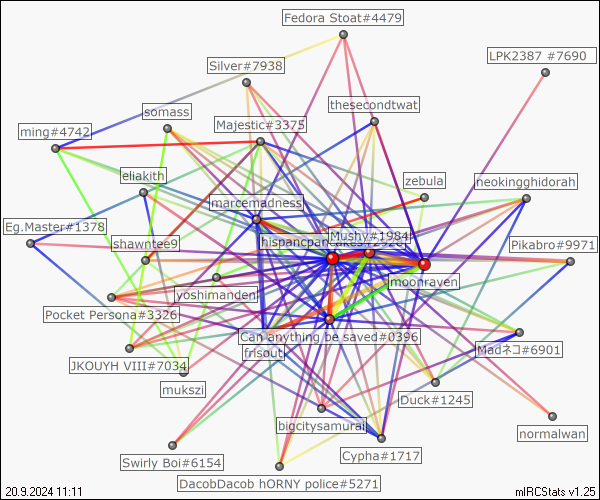 Fedora Stoat#4479
LPK2387 #7690
Silver#7938
thesecondtwat
somass
Majestic#3375
ming#4742
eliakith
zebula
neokingghidorah
marcemadness
Eg.Master#1378
Mushy#1984
hispancpan
shawntee9
Pikabro#9971
moonraven
yoshimanden
Pocket Persona#3326
Can anything be saved#0396
frisout
Madネコ#6901
JKOUYH VIII#7034
mukszi
Duck#1245
bigcitysamurai
normalwan
Cypha#1717
Swirly Boi#6154
DacobDacob hORNY police#5271
20.9.2024 11:11
mIRCStats v1.25